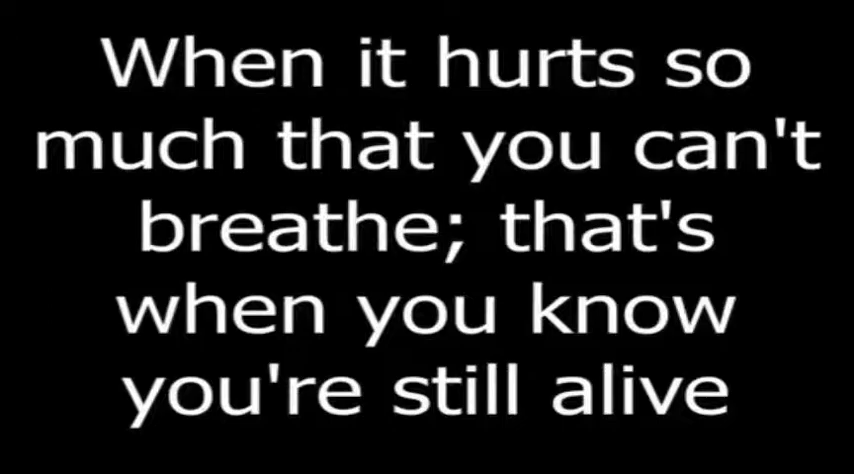 When it hurts so
much that you can't
breathe; that's
when you know
you're still alive